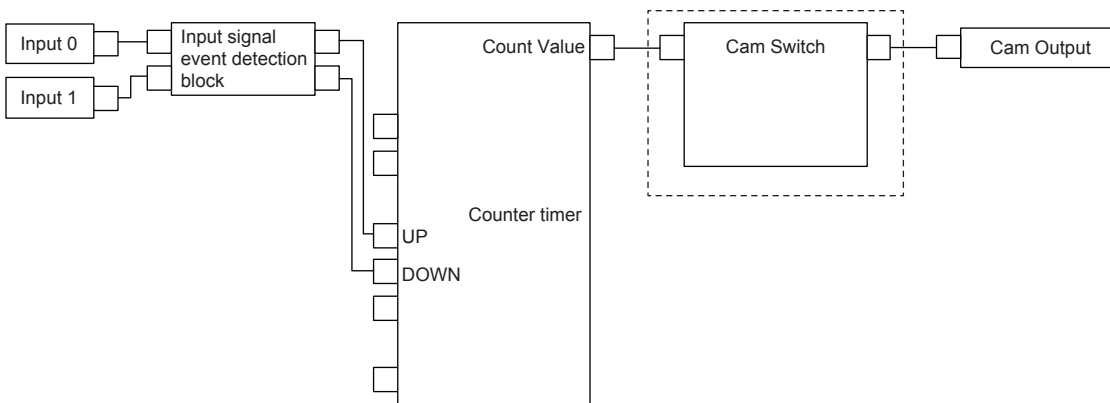 Input 0
Input 1
Input signal
event detection
block
Count Value
Counter timer
UP
DOWN
Cam Switch
Cam Output